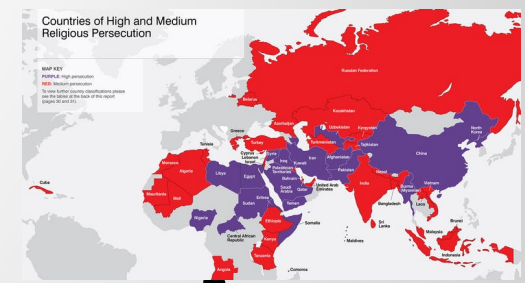 Countries of High and Medium
Religious Persecution
MAP KEY
PURPLE: High persecution
RED: Medium persecution
To view further country classifications please
see the tables at the back of this report
(pages 30 and 31).
Russian Federation
Belarus
Kazakhstan
Azerbaijan
Uzbekistan
Kyrgyzstan
North
Korea
Greece
Turkey
Turkmenistan
Tajikistan
China
Tunisia
Cyprus
Lebanon
Israel
Syria
Iraq
Iran
Afghanistan
Morocco
Algeria
Libya
Egypt
Palestinian
Territories
Kuwait
Pakistan
Nepal
Cuba
Bahrain
Saudi
Arabia
Qatar
United Arab
Emirates
India
Burma
(Myanmar)
Vietnam
Mauritania
Mali
Sudan
Eritrea
Yemen
Bangladesh
Laos
Nigeria
Ethiopia
Somalia
Sri
Lanka
Brunei
Central African
Republic
Kenya
Maldives
Malaysia
Tanzania
Indonesia
Angola
Comoros